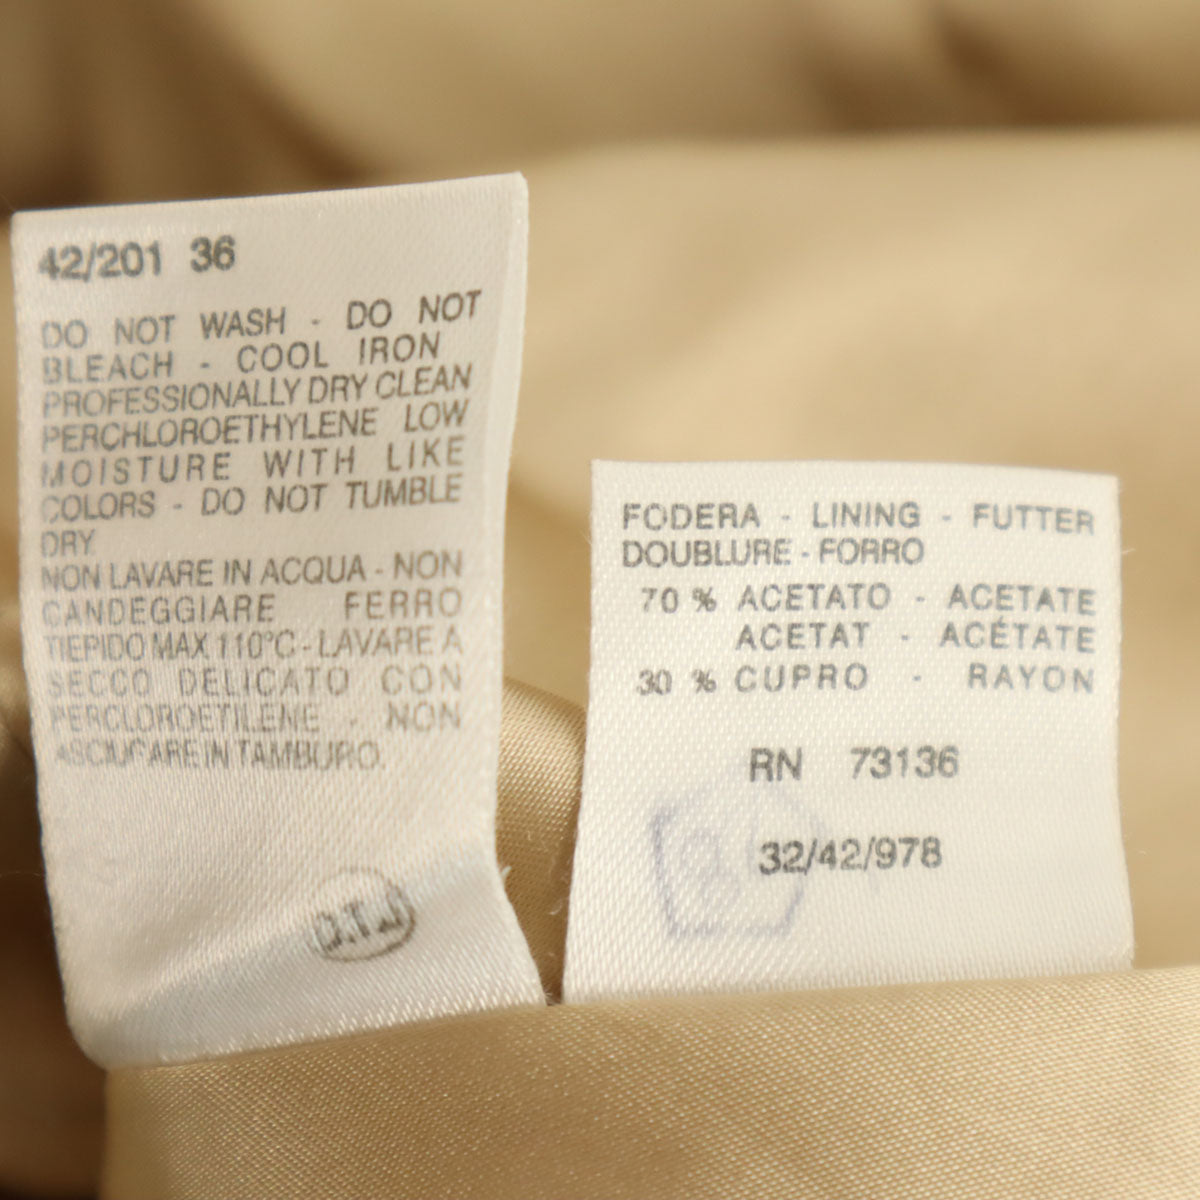 42/201 36
DO NOT WASH - DO NOT
BLEACH - COOL IRON
PROFESSIONALLY DRY CLEAN
PERCHLOROETHYLENE LOW
MOISTURE WITH LIKE
COLORS - DO NOT TUMBLE
DRY.
NON LAVARE IN ACQUA - NON
CANDEGGIARE FERRO
TIEPIDO MAX 110°C - LAVARE A
SECCO DELICATO CON
PERCLOROETILENE - NON
ASCIUGARE IN TAMBURO.
FODERA - LINING - FUTTER
DOUBLURE - FORRO
70 % ACETATO - ACETATE
ACETAT - ACÉTATE
30 % CUPRO - RAYON
RN 73136
32/42/978